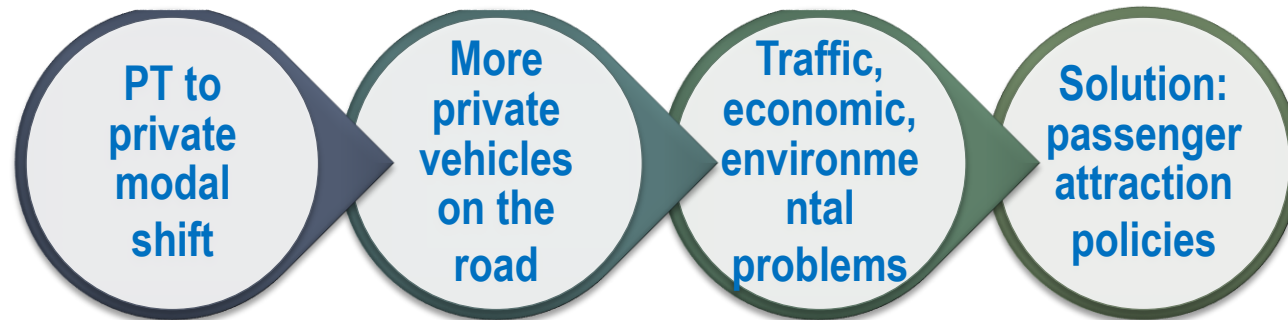 PT to
private
modal
shift
More
private
vehicles
on the
road
Traffic,
economic,
environme
ntal
problems
Solution:
passenger
attraction
policies